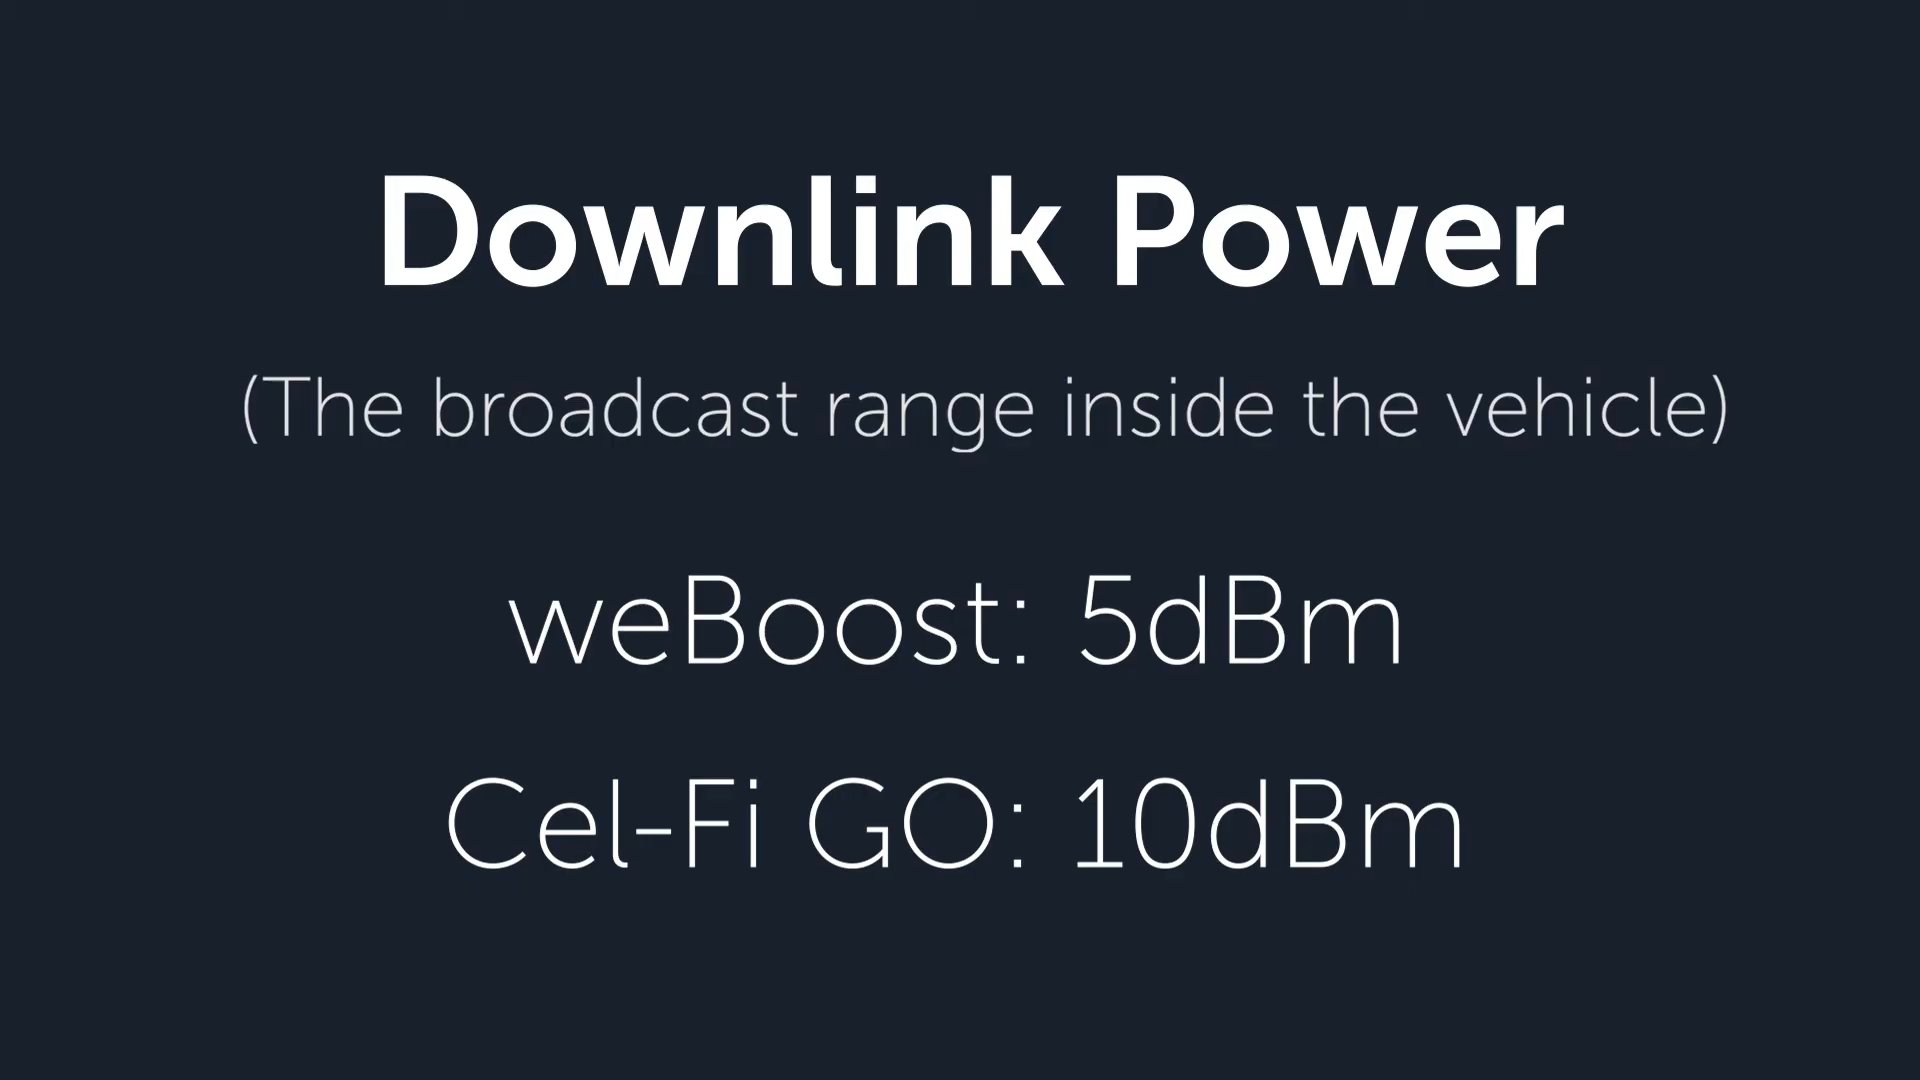 Downlink Power
(The broadcast range inside the vehicle)
weBoost: 5dBm
Cel-Fi GO: 10dBm